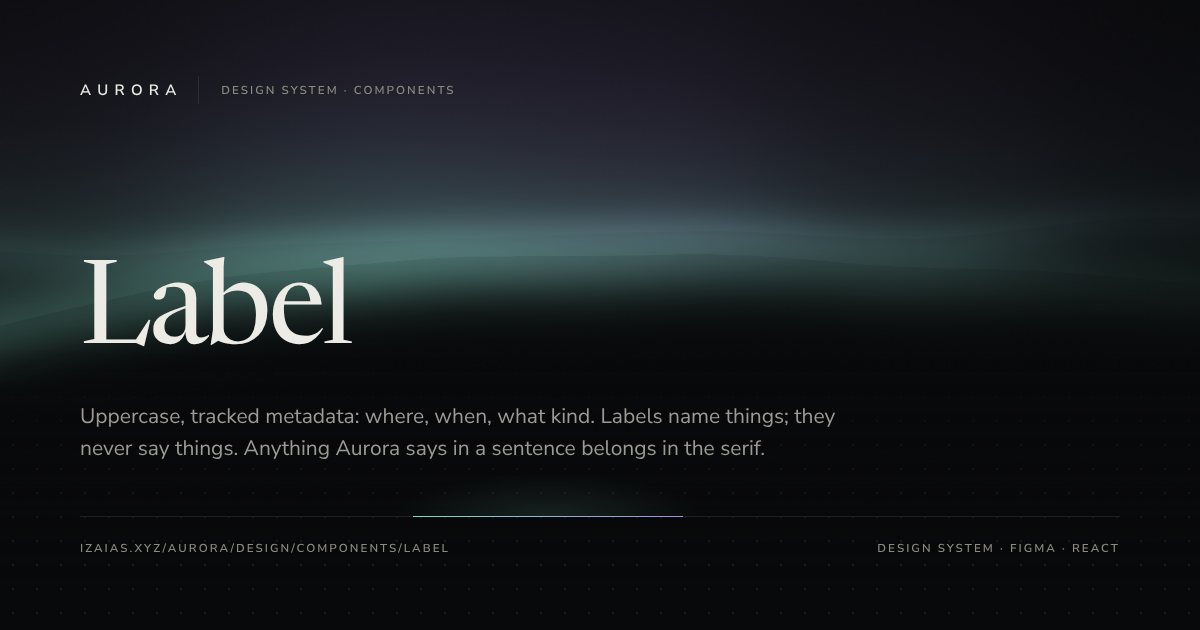 AURORA
DESIGN SYSTEM · COMPONENTS
Label
Uppercase, tracked metadata: where, when, what kind. Labels name things; they
never say things. Anything Aurora says in a sentence belongs in the serif.
IZAIAS.XYZ/AURORA/DESIGN/COMPONENTS/LABEL
DESIGN SYSTEM · FIGMA · REACT